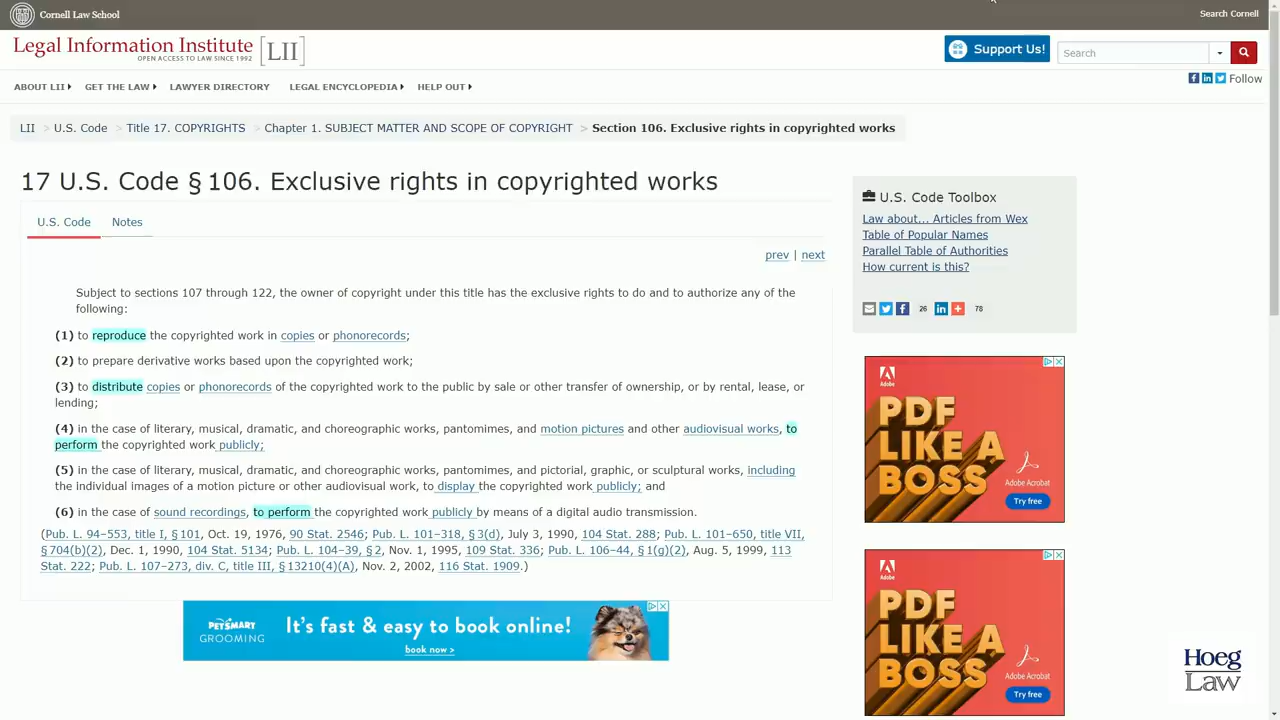 Cornell Law School
Search Cornell
Legal Information Institute [LII]
OPEN ACCESS TO LAW SINCE 1992
Support Us!
Search
ABOUT LII
GET THE LAW
LAWYER DIRECTORY
LEGAL ENCYCLOPEDIA
HELP OUT
Follow
LII > U.S. Code > Title 17. COPYRIGHTS > Chapter 1. SUBJECT MATTER AND SCOPE OF COPYRIGHT > Section 106. Exclusive rights in copyrighted works
17 U.S. Code § 106. Exclusive rights in copyrighted works
U.S. Code
Notes
prev | next
Subject to sections 107 through 122, the owner of copyright under this title has the exclusive rights to do and to authorize any of the
following:
(1) to reproduce the copyrighted work in copies or phonorecords;
(2) to prepare derivative works based upon the copyrighted work;
(3) to distribute copies or phonorecords of the copyrighted work to the public by sale or other transfer of ownership, or by rental, lease, or
lending;
(4) in the case of literary, musical, dramatic, and choreographic works, pantomimes, and motion pictures and other audiovisual works, to
perform the copyrighted work publicly;
(5) in the case of literary, musical, dramatic, and choreographic works, pantomimes, and pictorial, graphic, or sculptural works, including
the individual images of a motion picture or other audiovisual work, to display the copyrighted work publicly; and
(6) in the case of sound recordings, to perform the copyrighted work publicly by means of a digital audio transmission.
(Pub. L. 94–553, title I, § 101, Oct. 19, 1976, 90 Stat. 2546; Pub. L. 101–318, § 3(d), July 3, 1990, 104 Stat. 288; Pub. L. 101–650, title VII,
§ 704(b)(2), Dec. 1, 1990, 104 Stat. 5134; Pub. L. 104–39, § 2, Nov. 1, 1995, 109 Stat. 336; Pub. L. 106–44, § 1(g)(2), Aug. 5, 1999, 113
Stat. 222; Pub. L. 107–273, div. C, title III, § 13210(4)(A), Nov. 2, 2002, 116 Stat. 1909.)
U.S. Code Toolbox
Law about... Articles from Wex
Table of Popular Names
Parallel Table of Authorities
How current is this?
26
78
Adobe
PDF
LIKE A
BOSS
Adobe Acrobat
Try free
Adobe
PDF
LIKE A
BOSS
Adobe Acrobat
Try free
PETSMART
GROOMING
It's fast & easy to book online!
book now >
Hoeg
Law